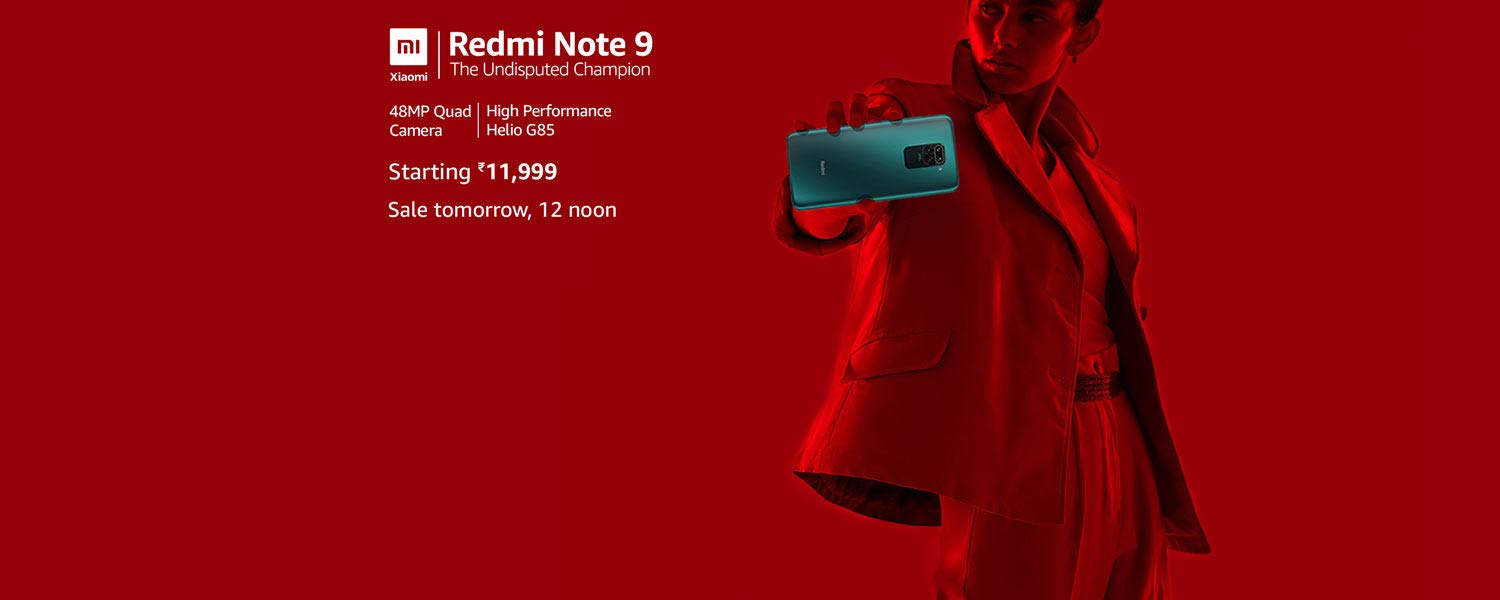 mi
Xiaomi
Redmi Note 9
The Undisputed Champion
48MP Quad
Camera
High Performance
Helio G85
Starting ₹11,999
Sale tomorrow, 12 noon
Redmi